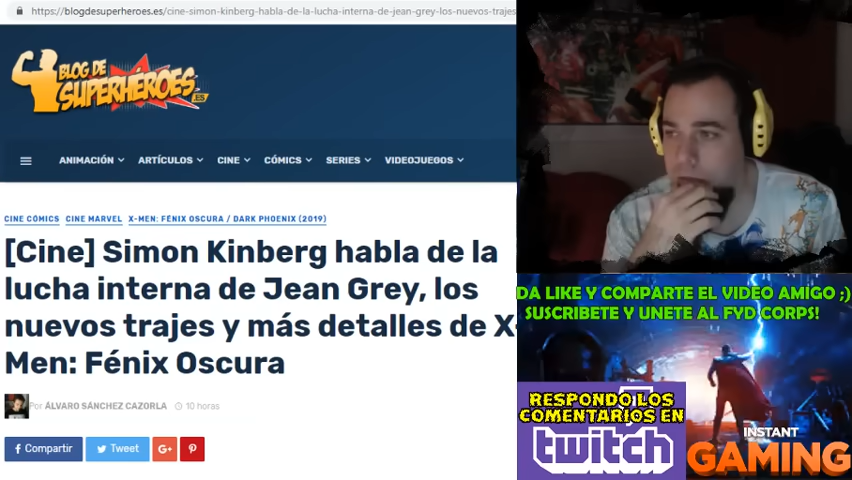 https://blogdesuperheroes.es/cine-simon-kinberg-habla-de-la-lucha-interna-de-jean-grey-los-nuevos-trajes
BLOG DE
SUPERHÉROES
.ES
ANIMACIÓN ARTÍCULOS CINE CÓMICS SERIES VIDEOJUEGOS
CINE CÓMICS CINE MARVEL X-MEN: FÉNIX OSCURA / DARK PHOENIX (2019)
[Cine] Simon Kinberg habla de la
lucha interna de Jean Grey, los
nuevos trajes y más detalles de X-
Men: Fénix Oscura
Por ÁLVARO SÁNCHEZ CAZORLA 10 horas
Compartir Tweet
DA LIKE Y COMPARTE EL VIDEO AMIGO ;)
SUSCRIBETE Y UNETE AL FYD CORPS!
RESPONDO LOS
COMENTARIOS EN
twitch
INSTANT
GAMING